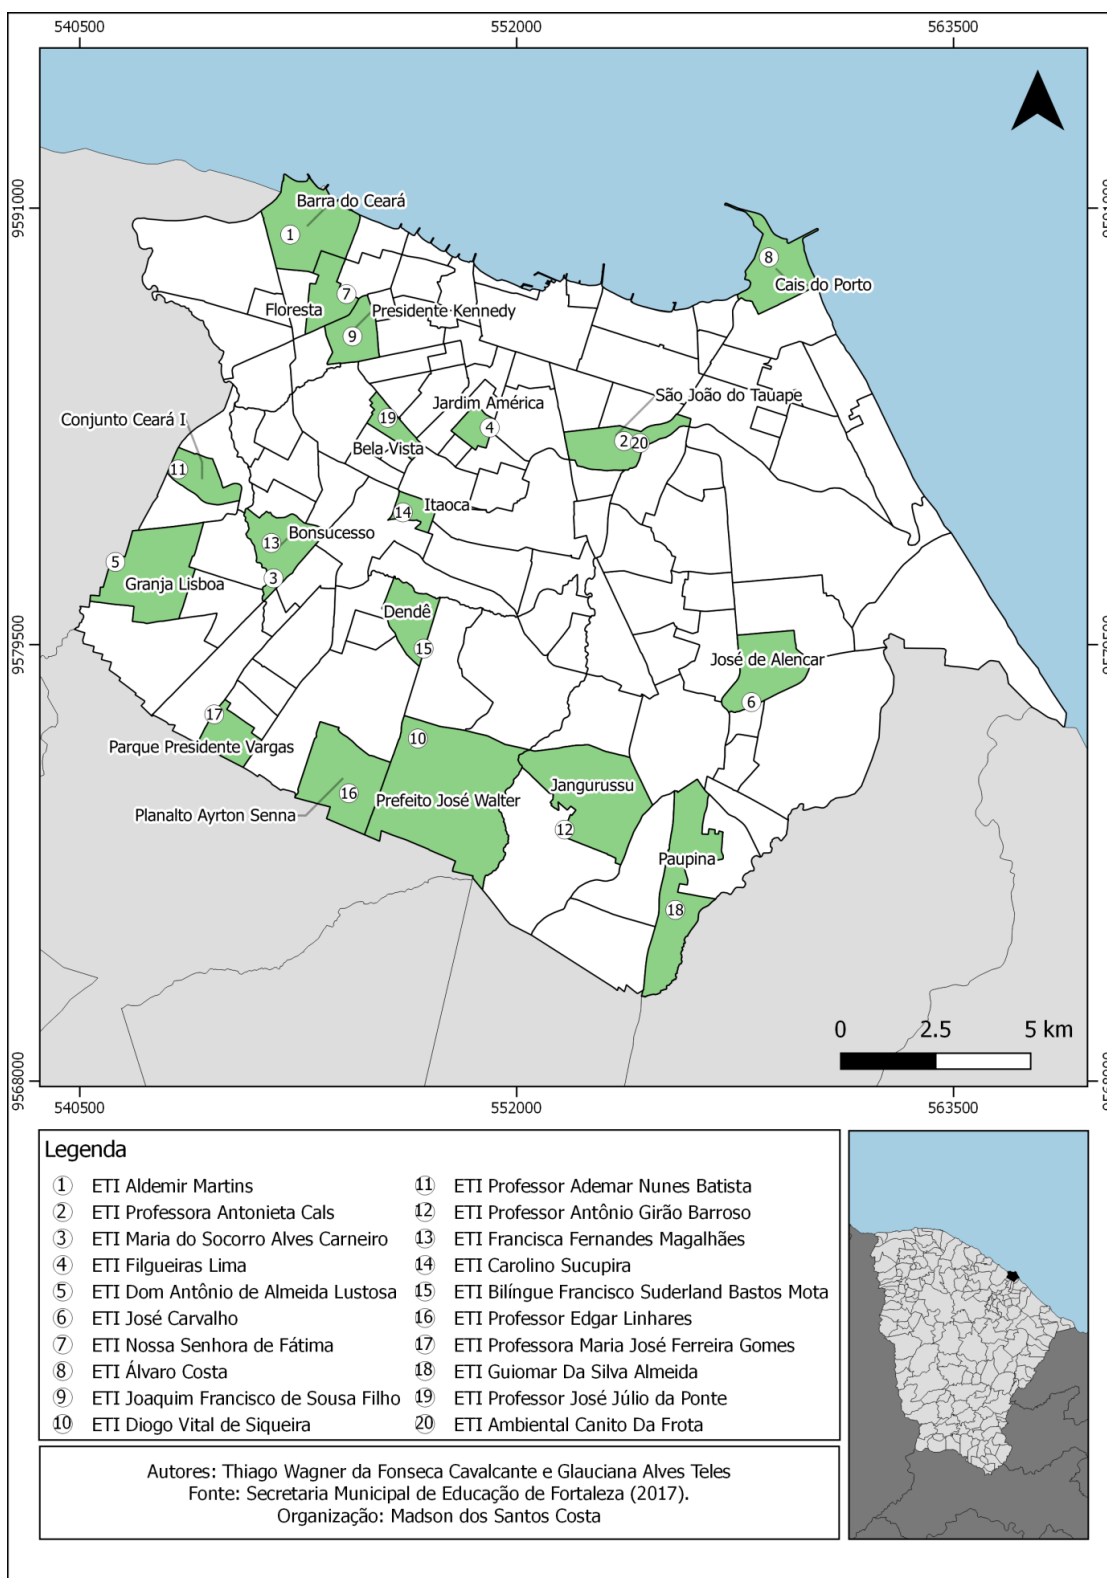 540500
552000
563500
9591000
9591000
Barra do Ceará
1
8
Cais do Porto
7
Floresta
Presidente Kennedy
9
São João do Tauape
Jardim América
Conjunto Ceará I
19
4
2
20
Bela Vista
11
Itaoca
14
Bonsucesso
13
5
3
Granja Lisboa
Dendê
9579500
9579500
15
José de Alencar
6
17
10
Parque Presidente Vargas
Jangurussu
16
Prefeito José Walter
Planalto Ayrton Senna
12
Paupina
18
0 2.5 5 km
9568000
9568000
540500
552000
563500
Legenda
1 ETI Aldemir Martins
2 ETI Professora Antonieta Cals
3 ETI Maria do Socorro Alves Carneiro
4 ETI Filgueiras Lima
5 ETI Dom Antônio de Almeida Lustosa
6 ETI José Carvalho
7 ETI Nossa Senhora de Fátima
8 ETI Álvaro Costa
9 ETI Joaquim Francisco de Sousa Filho
10 ETI Diogo Vital de Siqueira
11 ETI Professor Ademar Nunes Batista
12 ETI Professor Antônio Girão Barroso
13 ETI Francisca Fernandes Magalhães
14 ETI Carolino Sucupira
15 ETI Bilíngue Francisco Suderland Bastos Mota
16 ETI Professor Edgar Linhares
17 ETI Professora Maria José Ferreira Gomes
18 ETI Guiomar Da Silva Almeida
19 ETI Professor José Júlio da Ponte
20 ETI Ambiental Canito Da Frota
Autores: Thiago Wagner da Fonseca Cavalcante e Glauciana Alves Teles
Fonte: Secretaria Municipal de Educação de Fortaleza (2017).
Organização: Madson dos Santos Costa